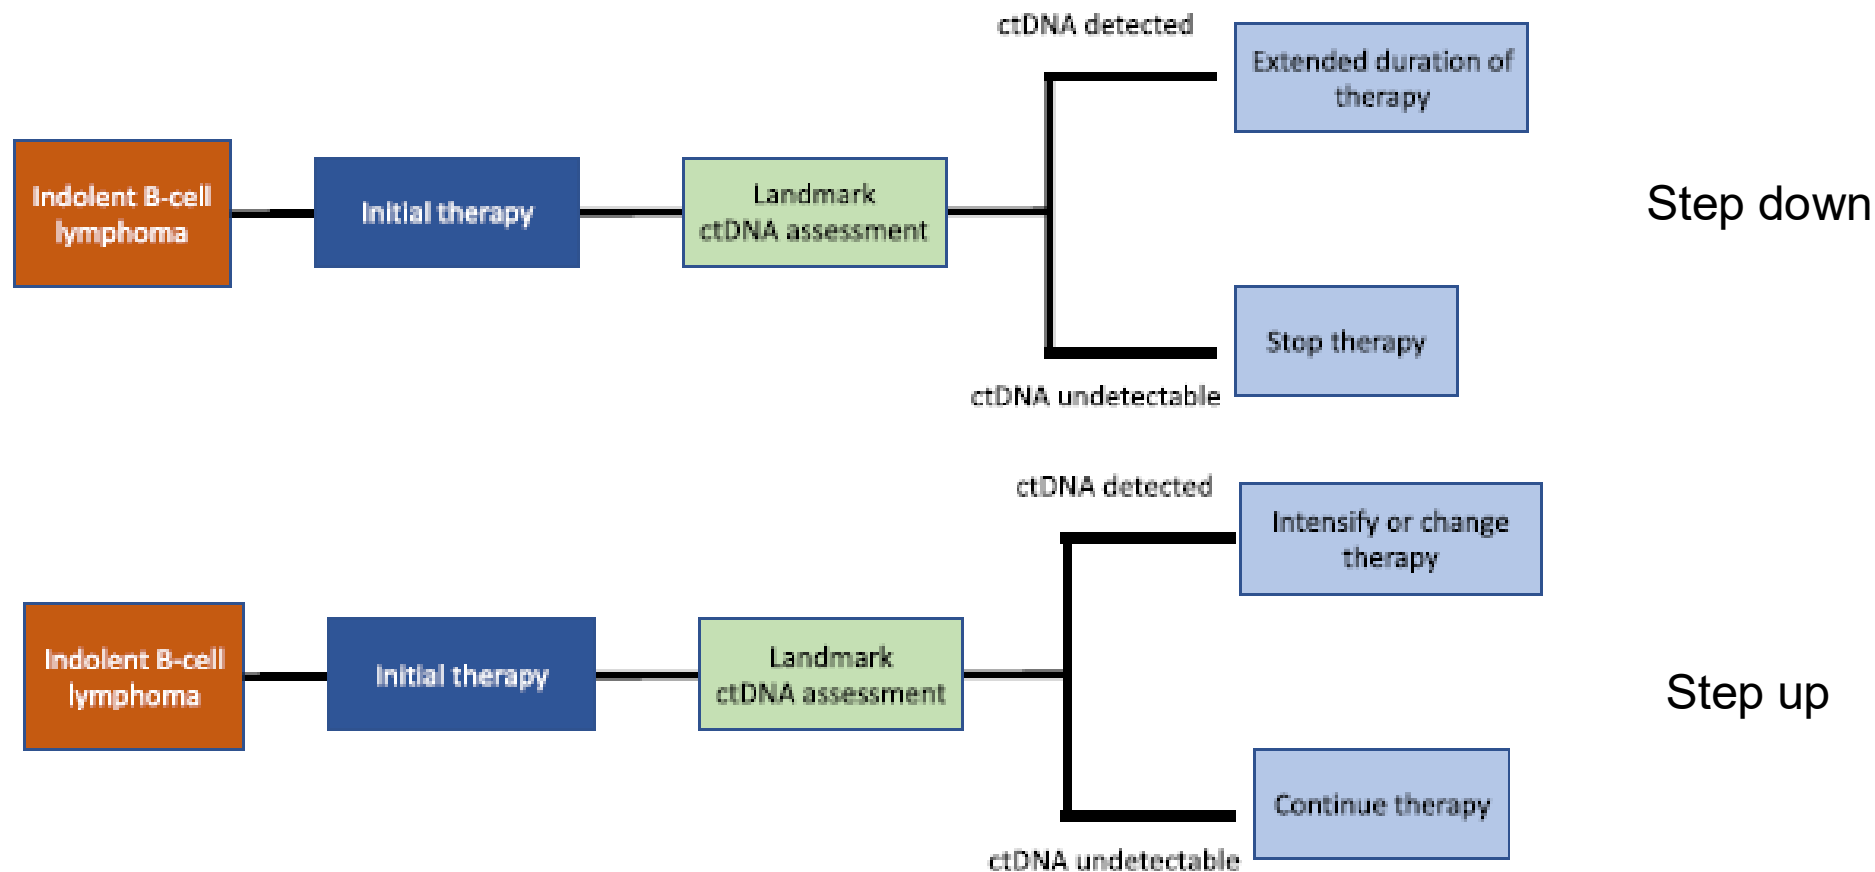 ctDNA detected
Extended duration of
therapy
Indolent B-cell
lymphoma
Initial therapy
Landmark
ctDNA assessment
Step down
Stop therapy
ctDNA undetectable
ctDNA detected
Intensify or change
therapy
Indolent B-cell
lymphoma
Initial therapy
Landmark
ctDNA assessment
Step up
Continue therapy
ctDNA undetectable